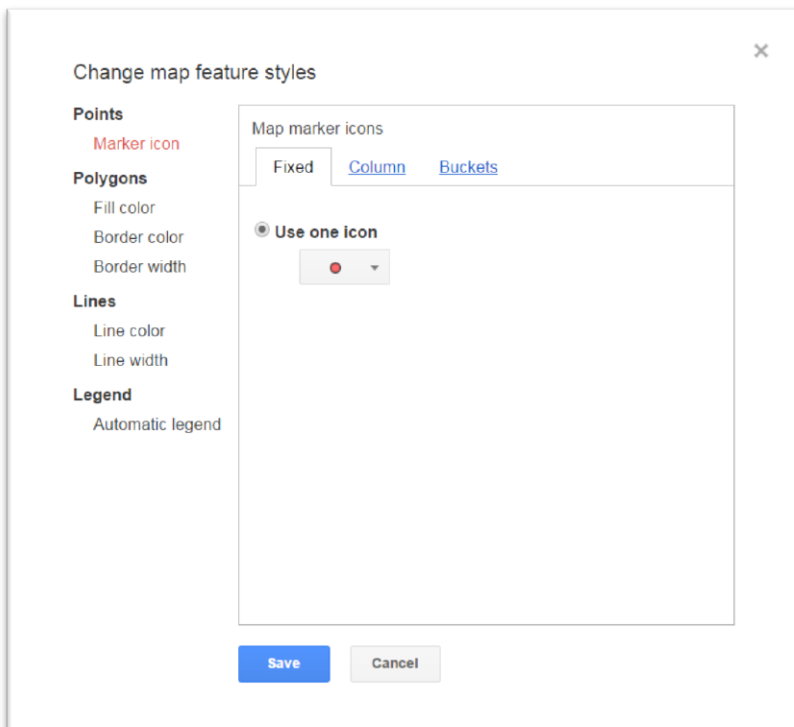 Change map feature styles
Points
Marker icon
Polygons
Fill color
Border color
Border width
Lines
Line color
Line width
Legend
Automatic legend
Map marker icons
Fixed Column Buckets
Use one icon
Save Cancel